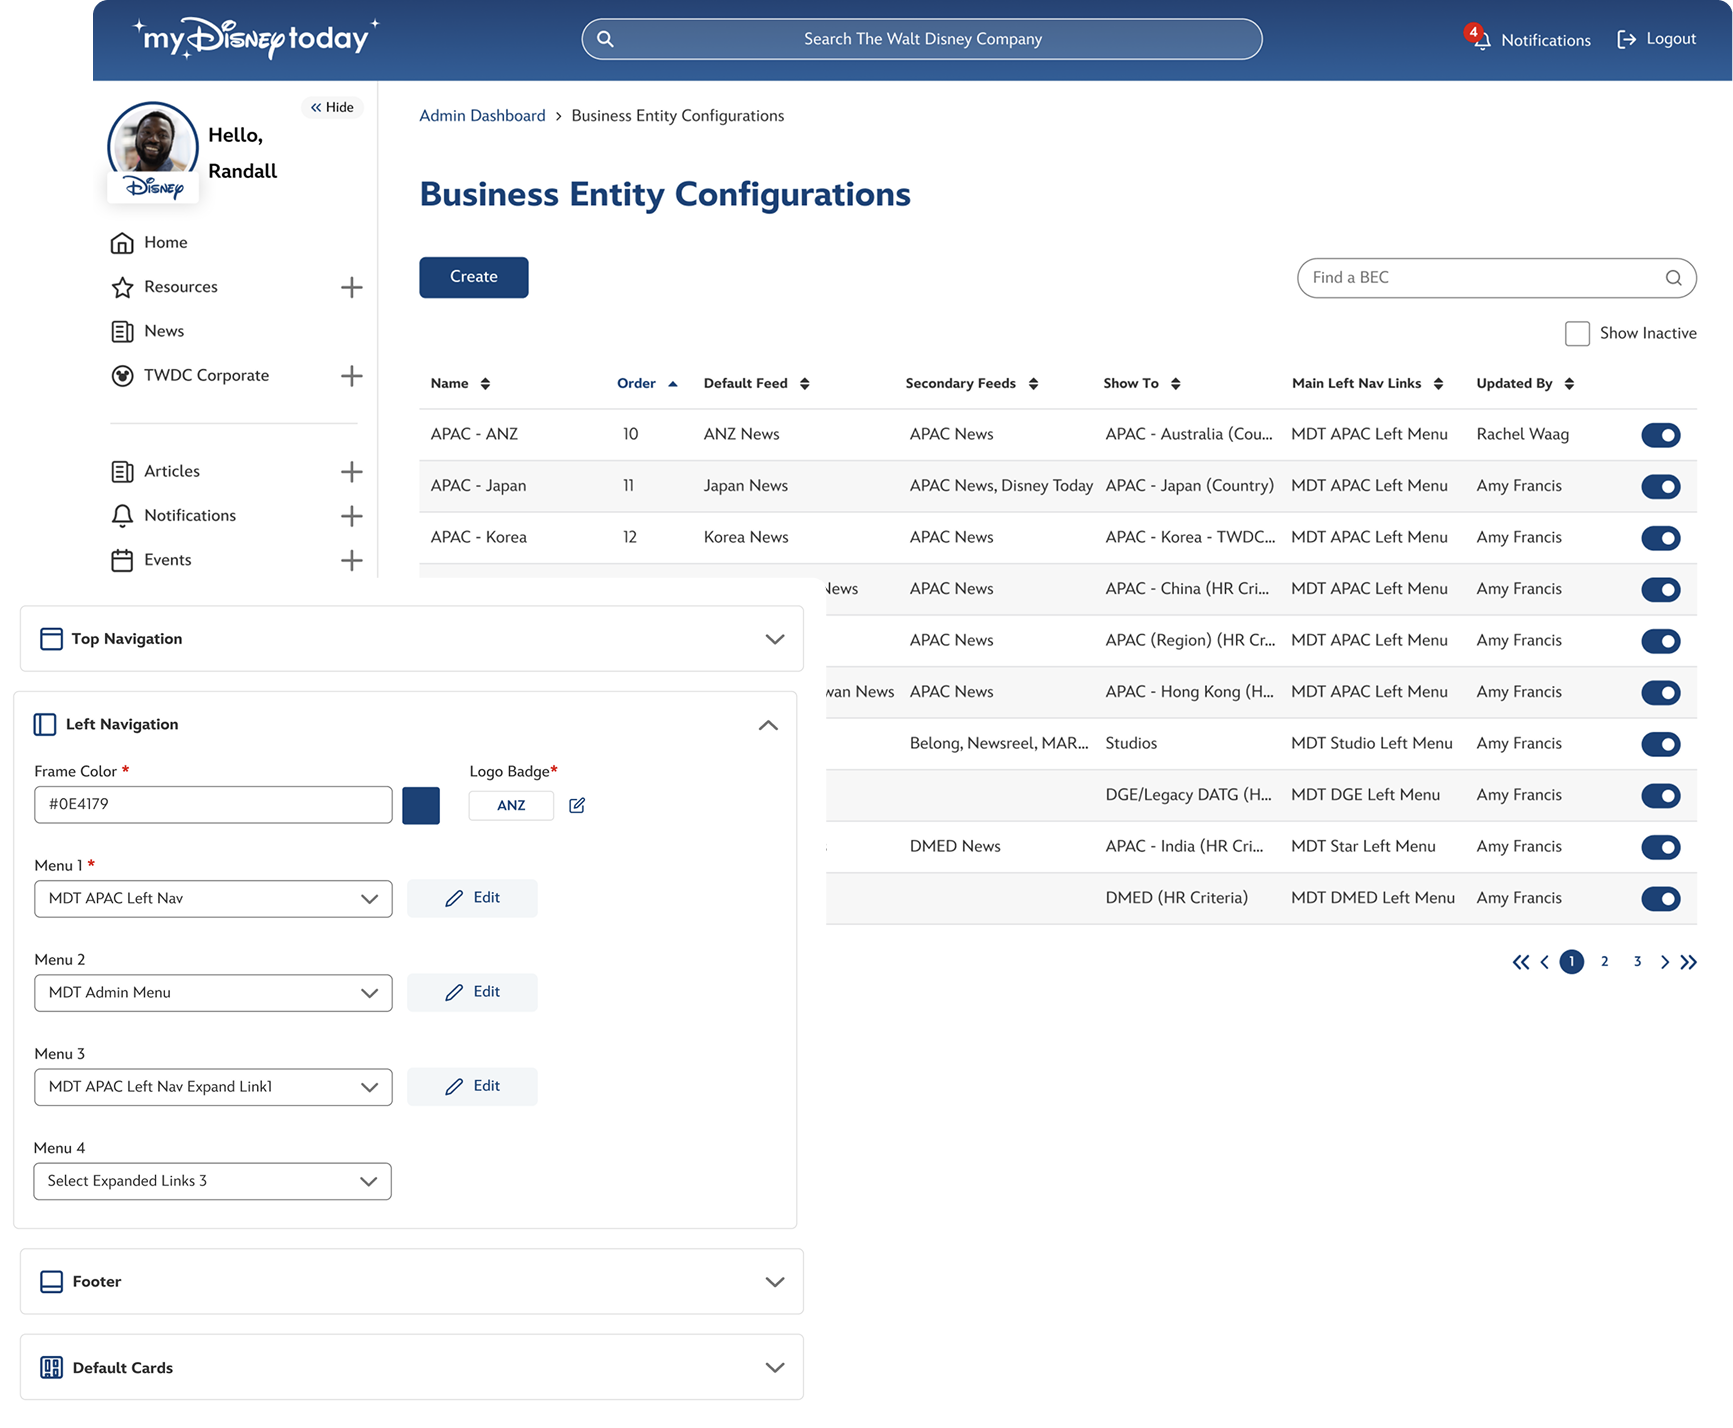 myDisney today
Search The Walt Disney Company
4
Notifications
Logout
Hide
Hello,
Randall
Disney
Home
Resources
News
TWDC Corporate
Articles
Notifications
Events
Admin Dashboard > Business Entity Configurations
Business Entity Configurations
Create
Find a BEC
Show Inactive
Name Order Default Feed Secondary Feeds Show To Main Left Nav Links Updated By
APAC - ANZ 10 ANZ News APAC News APAC - Australia (Cou... MDT APAC Left Menu Rachel Waag
APAC - Japan 11 Japan News APAC News, Disney Today APAC - Japan (Country) MDT APAC Left Menu Amy Francis
APAC - Korea 12 Korea News APAC News APAC - Korea - TWDC... MDT APAC Left Menu Amy Francis
News APAC News APAC - China (HR Cri... MDT APAC Left Menu Amy Francis
APAC News APAC (Region) (HR Cr... MDT APAC Left Menu Amy Francis
wan News APAC News APAC - Hong Kong (H... MDT APAC Left Menu Amy Francis
Belong, Newsreel, MAR... Studios MDT Studio Left Menu Amy Francis
DGE/Legacy DATG (H... MDT DGE Left Menu Amy Francis
DMED News APAC - India (HR Cri... MDT Star Left Menu Amy Francis
DMED (HR Criteria) MDT DMED Left Menu Amy Francis
1 2 3
Top Navigation
Left Navigation
Frame Color *
#0E4179
Logo Badge*
ANZ
Menu 1 *
MDT APAC Left Nav
Edit
Menu 2
MDT Admin Menu
Edit
Menu 3
MDT APAC Left Nav Expand Link1
Edit
Menu 4
Select Expanded Links 3
Footer
Default Cards